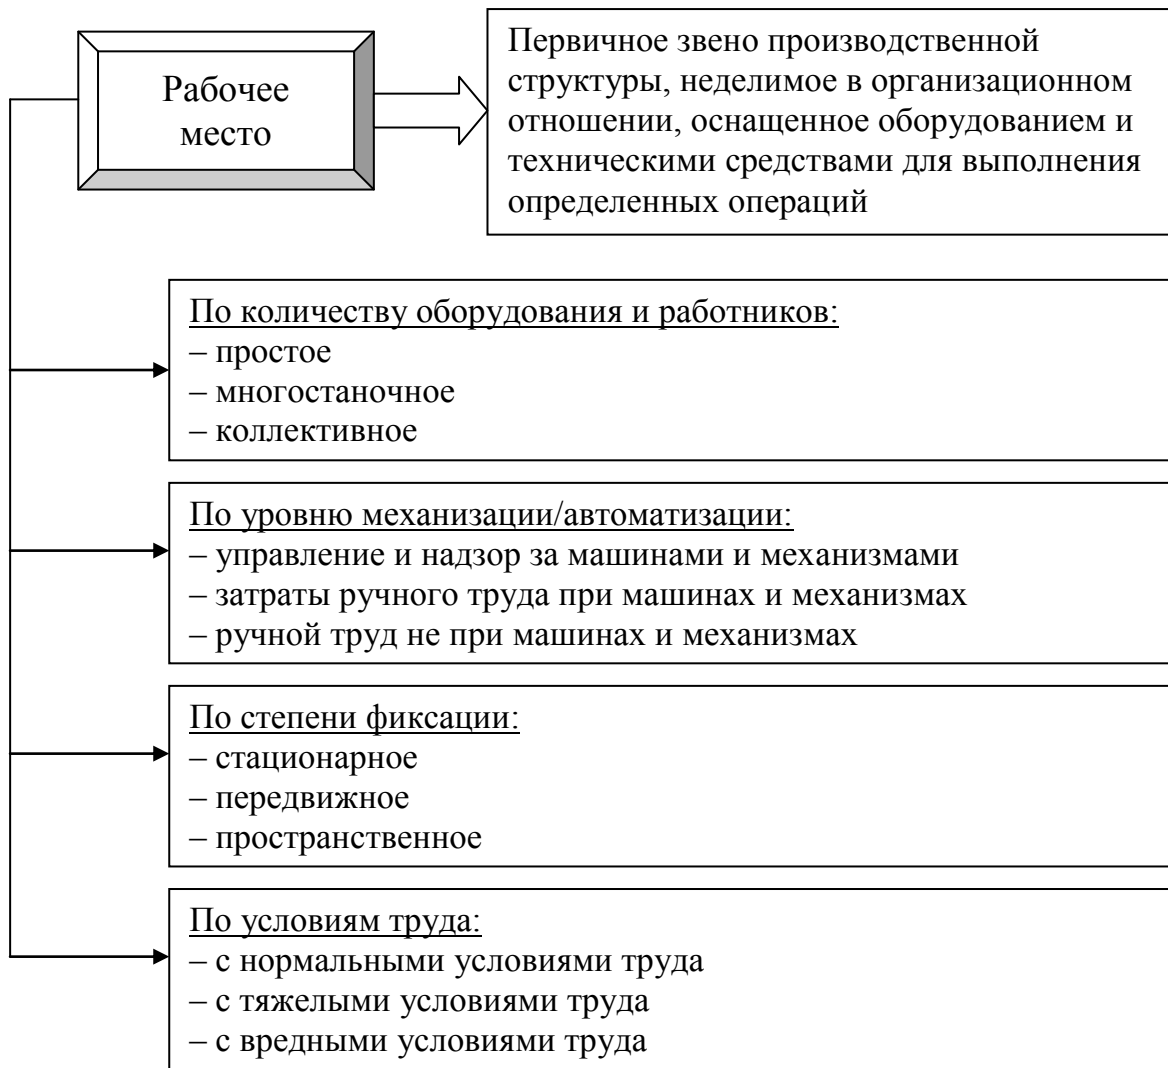 Рабочее
место
Первичное звено производственной
структуры, неделимое в организационном
отношении, оснащенное оборудованием и
техническими средствами для выполнения
определенных операций
По количеству оборудования и работников:
– простое
– многостаночное
– коллективное
По уровню механизации/автоматизации:
– управление и надзор за машинами и механизмами
– затраты ручного труда при машинах и механизмах
– ручной труд не при машинах и механизмах
По степени фиксации:
– стационарное
– передвижное
– пространственное
По условиям труда:
– с нормальными условиями труда
– с тяжелыми условиями труда
– с вредными условиями труда